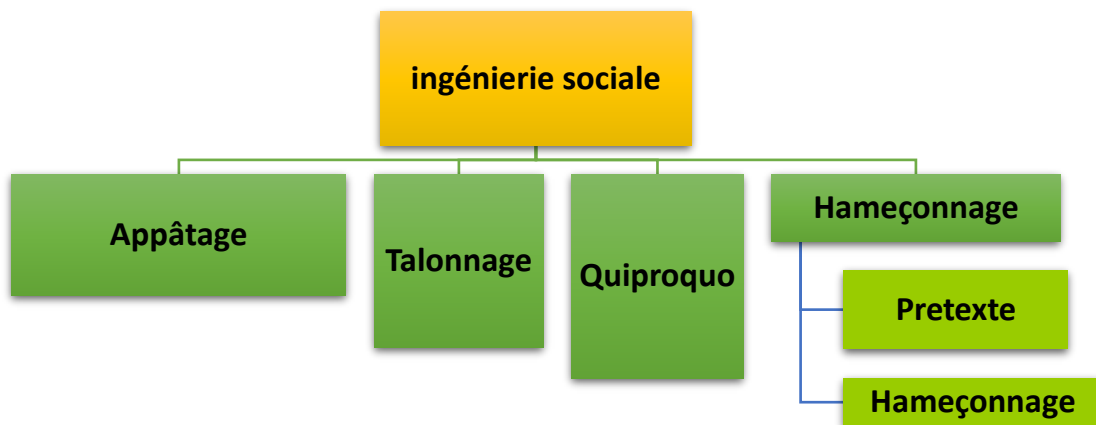 ingénierie sociale
Appâtage
Talonnage
Quiproquo
Hameçonnage
Pretexte
Hameçonnage